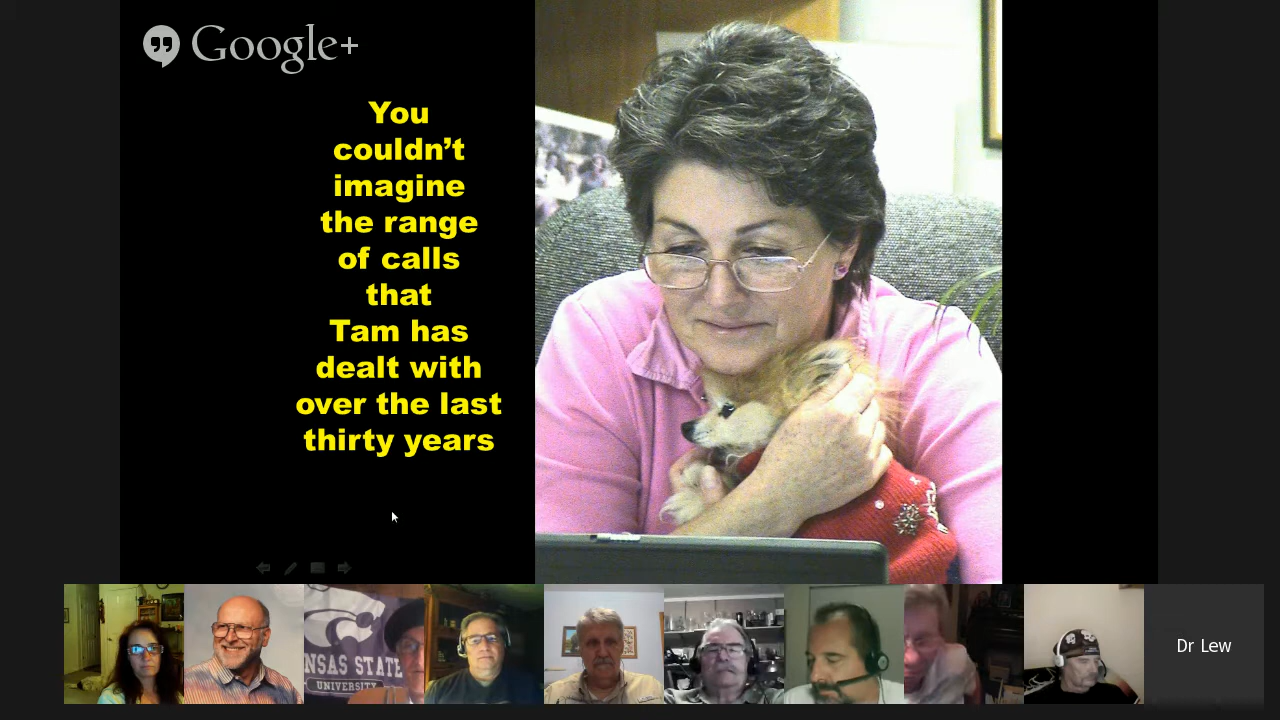 Google+
You
couldn’t
imagine
the range
of calls
that
Tam has
dealt with
over the last
thirty years
NSAS STATE
UNIVERSITY
Dr Lew